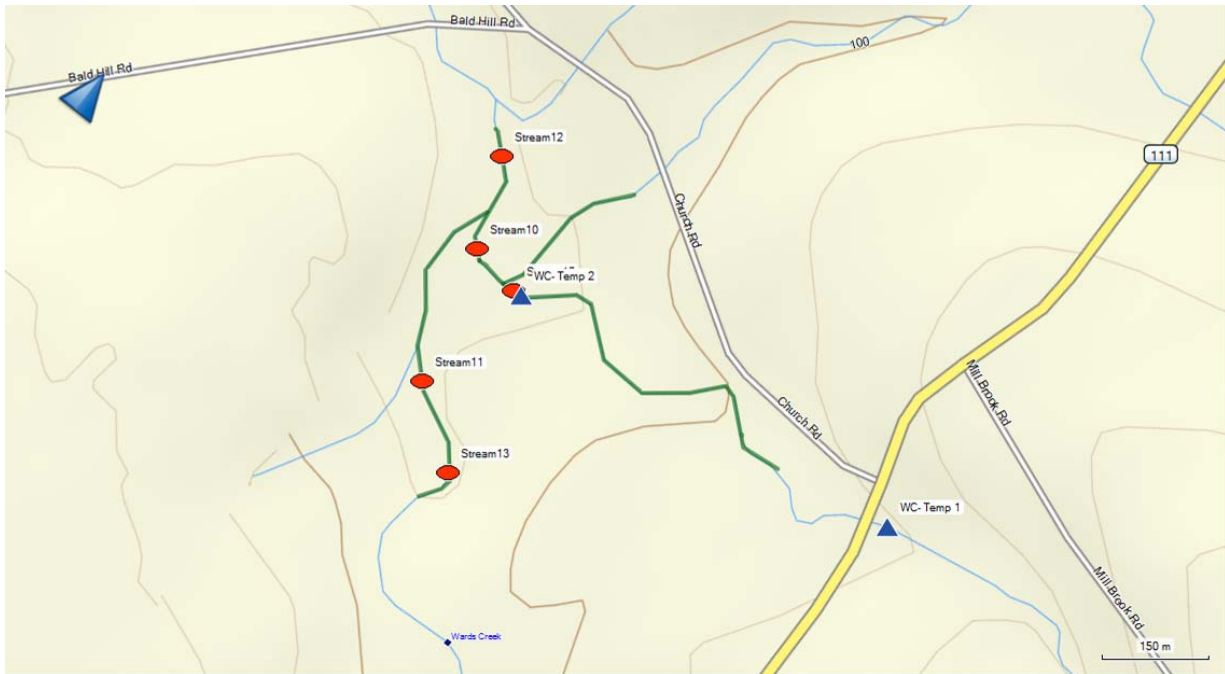 Bald Hill Rd
Bald Hill Rd
100
Stream12
111
Church Rd
Stream10
WC- Temp 2
Stream11
Mill Brook Rd
Church Rd
Stream13
WC- Temp 1
Mill Brook Rd
Wards Creek
150 m